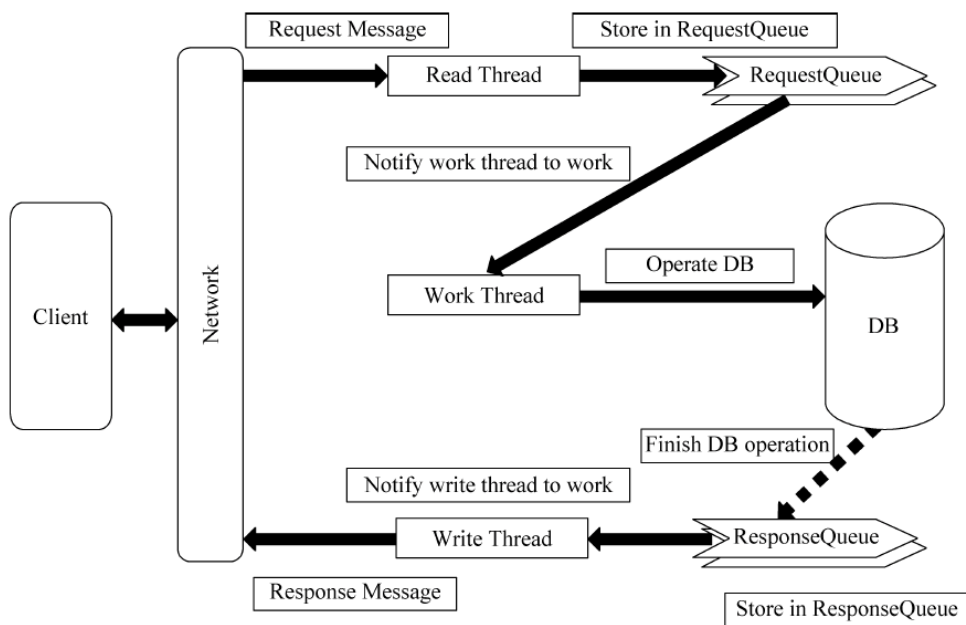 Request Message
Store in RequestQueue
Read Thread
RequestQueue
Notify work thread to work
Operate DB
Work Thread
Client
Network
DB
Finish DB operation
Notify write thread to work
Write Thread
ResponseQueue
Response Message
Store in ResponseQueue